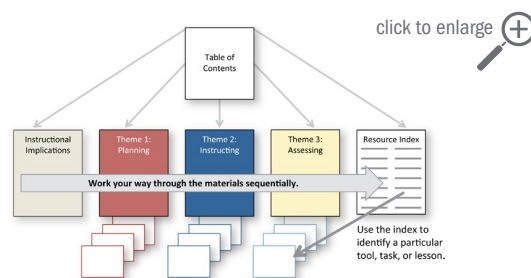 click to enlarge
Table of
Contents
Instructional
Implications
Theme 1:
Planning
Theme 2:
Instructing
Theme 3:
Assessing
Resource Index
Work your way through the materials sequentially.
Use the index to
identify a particular
tool, task, or lesson.